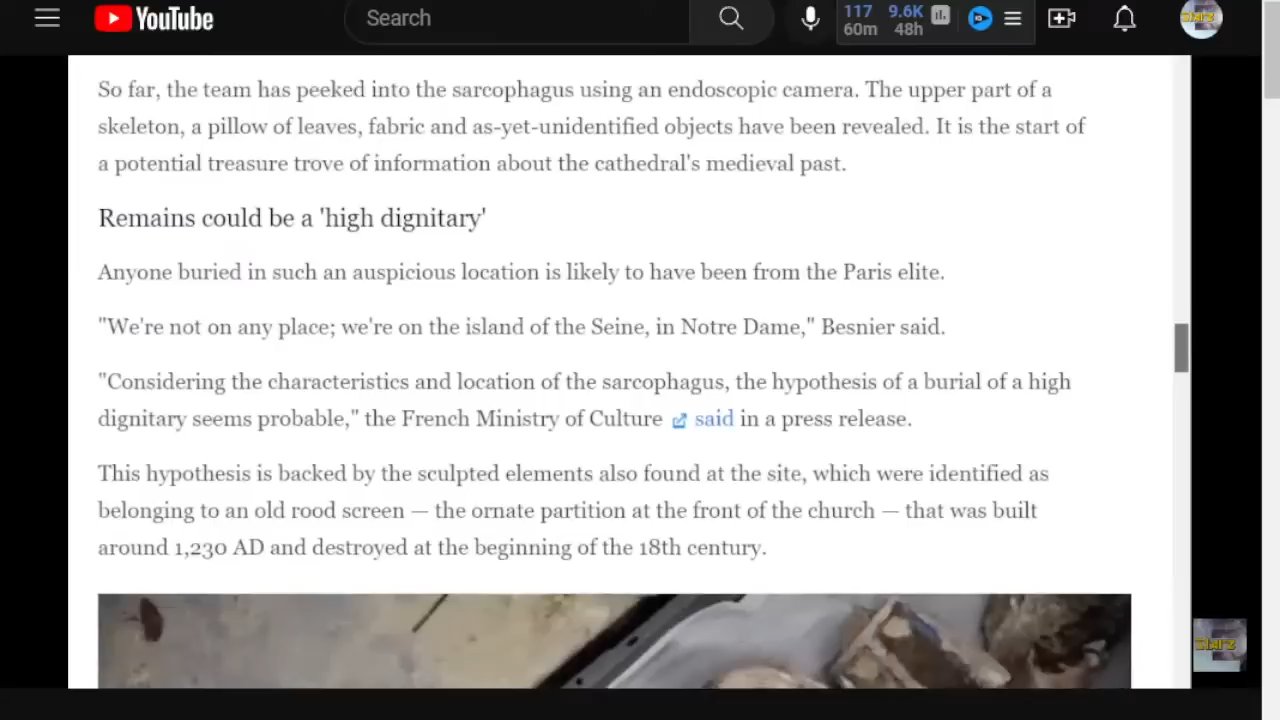 YouTube
Search
117 9.6K
60m 48h
So far, the team has peeked into the sarcophagus using an endoscopic camera. The upper part of a
skeleton, a pillow of leaves, fabric and as-yet-unidentified objects have been revealed. It is the start of
a potential treasure trove of information about the cathedral's medieval past.
Remains could be a 'high dignitary'
Anyone buried in such an auspicious location is likely to have been from the Paris elite.
"We're not on any place; we're on the island of the Seine, in Notre Dame," Besnier said.
"Considering the characteristics and location of the sarcophagus, the hypothesis of a burial of a high
dignitary seems probable," the French Ministry of Culture said in a press release.
This hypothesis is backed by the sculpted elements also found at the site, which were identified as
belonging to an old rood screen — the ornate partition at the front of the church — that was built
around 1,230 AD and destroyed at the beginning of the 18th century.